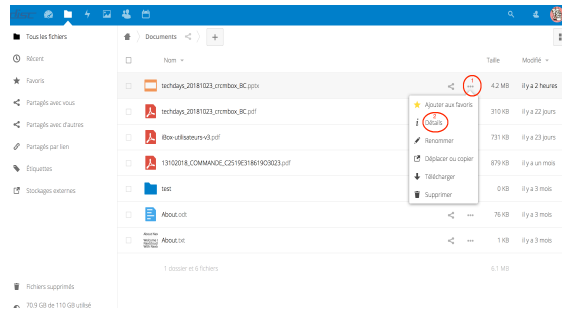 Tous les fichiers
Documents
+
Récent
Nom
Taille
Modifié
Favoris
techdays_20181023_crcmbox_BC.pptx
1
4.2 MB
il y a 2 heures
Partagés avec vous
Ajouter aux favoris
techdays_20181023_crcmbox_BC.pdf
310 KB
il y a 22 jours
2
Détails
Partagés avec d'autres
iBox-utilisateurs-v3.pdf
Renommer
731 KB
il y a 23 jours
Partagés par lien
Déplacer ou copier
13102018_COMMANDE_C2519E318619O3023.pdf
879 KB
il y a un mois
Étiquettes
Télécharger
Stockages externes
test
Supprimer
0 KB
il y a 3 mois
About.odt
76 KB
il y a 3 mois
About.txt
1 KB
il y a 3 mois
1 dossier et 6 fichiers
6.1 MB
Fichiers supprimés
70.9 GB de 110 GB utilisé